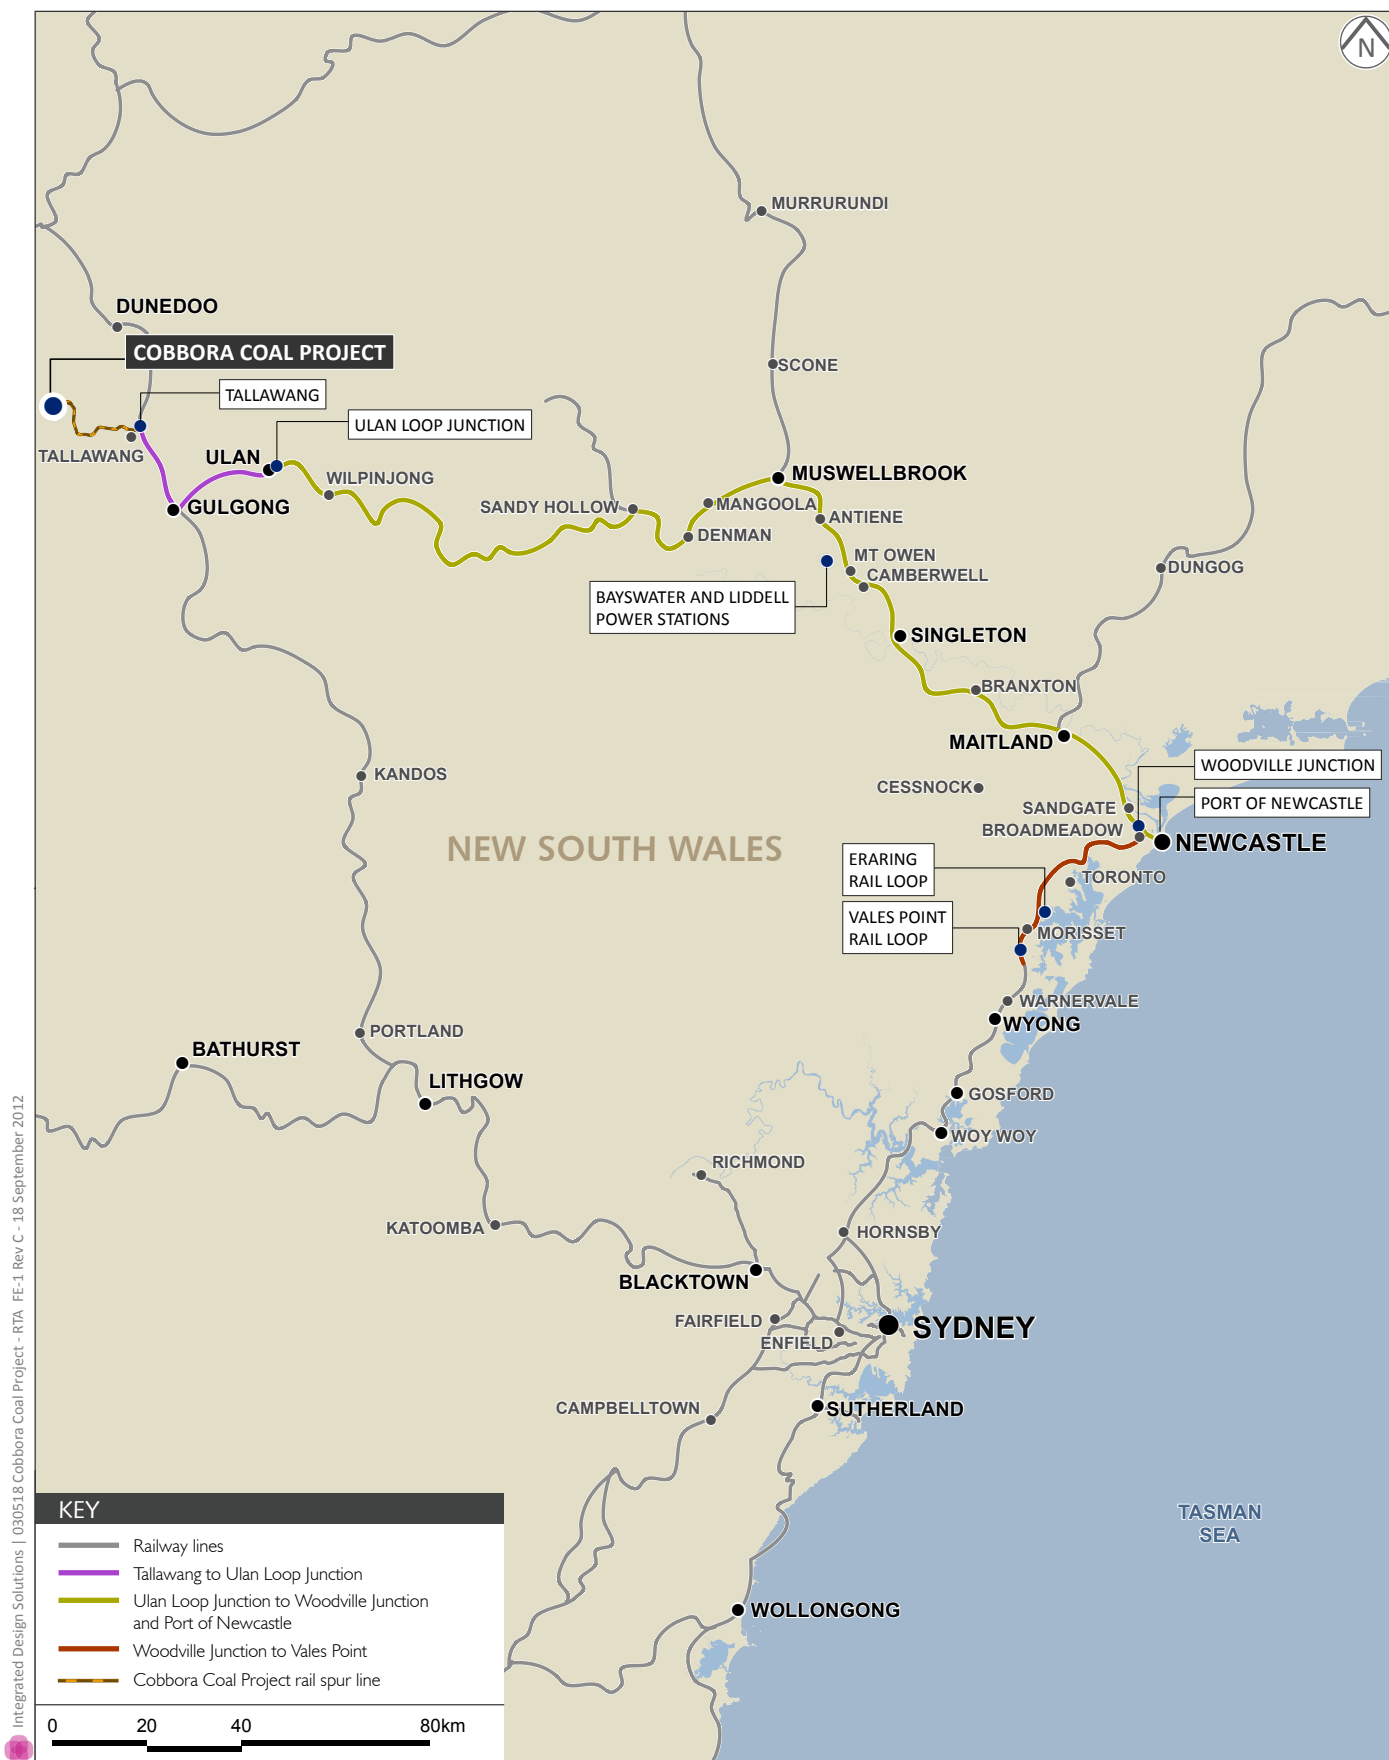 N
MURRURUNDI
DUNEDOO
COBBORA COAL PROJECT
SCONE
TALLAWANG
ULAN LOOP JUNCTION
TALLAWANG
ULAN
WILPINJONG
MUSWELLBROOK
GULGONG
SANDY HOLLOW
MANGOOLA
ANTIENE
DENMAN
MT OWEN
CAMBERWELL
DUNGOG
BAYSWATER AND LIDDELL
POWER STATIONS
SINGLETON
BRANXTON
MAITLAND
WOODVILLE JUNCTION
KANDOS
CESSNOCK
PORT OF NEWCASTLE
SANDGATE
BROADMEADOW
NEWCASTLE
NEW SOUTH WALES
ERARING
RAIL LOOP
TORONTO
VALES POINT
RAIL LOOP
MORISSET
WARNERVALE
WYONG
PORTLAND
BATHURST
LITHGOW
GOSFORD
WOY WOY
RICHMOND
KATOOMBA
HORNSBY
BLACKTOWN
FAIRFIELD
ENFIELD
SYDNEY
CAMPBELLTOWN
SUTHERLAND
TASMAN
SEA
WOLLONGONG
KEY
Railway lines
Tallawang to Ulan Loop Junction
Ulan Loop Junction to Woodville Junction
and Port of Newcastle
Woodville Junction to Vales Point
Cobbora Coal Project rail spur line
0 20 40 80km
Integrated Design Solutions | 030518 Cobbora Coal Project - RTA FE-1 Rev C - 18 September 2012